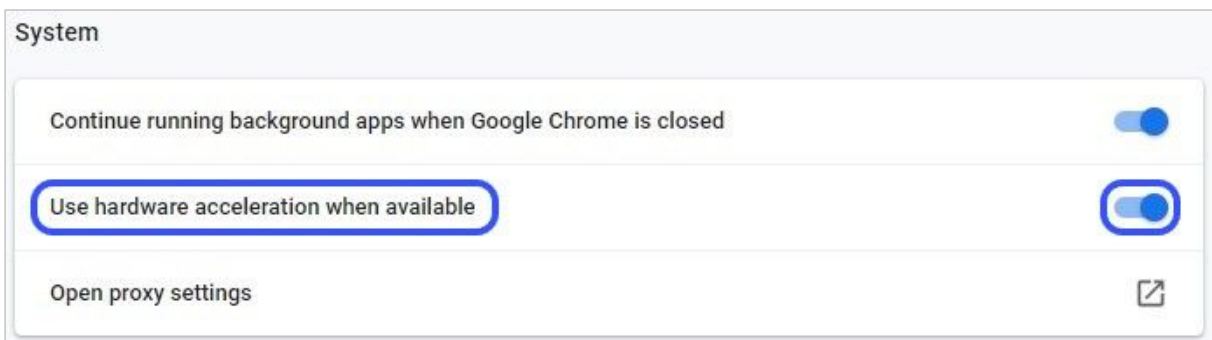 System
Continue running background apps when Google Chrome is closed
Use hardware acceleration when available
Open proxy settings